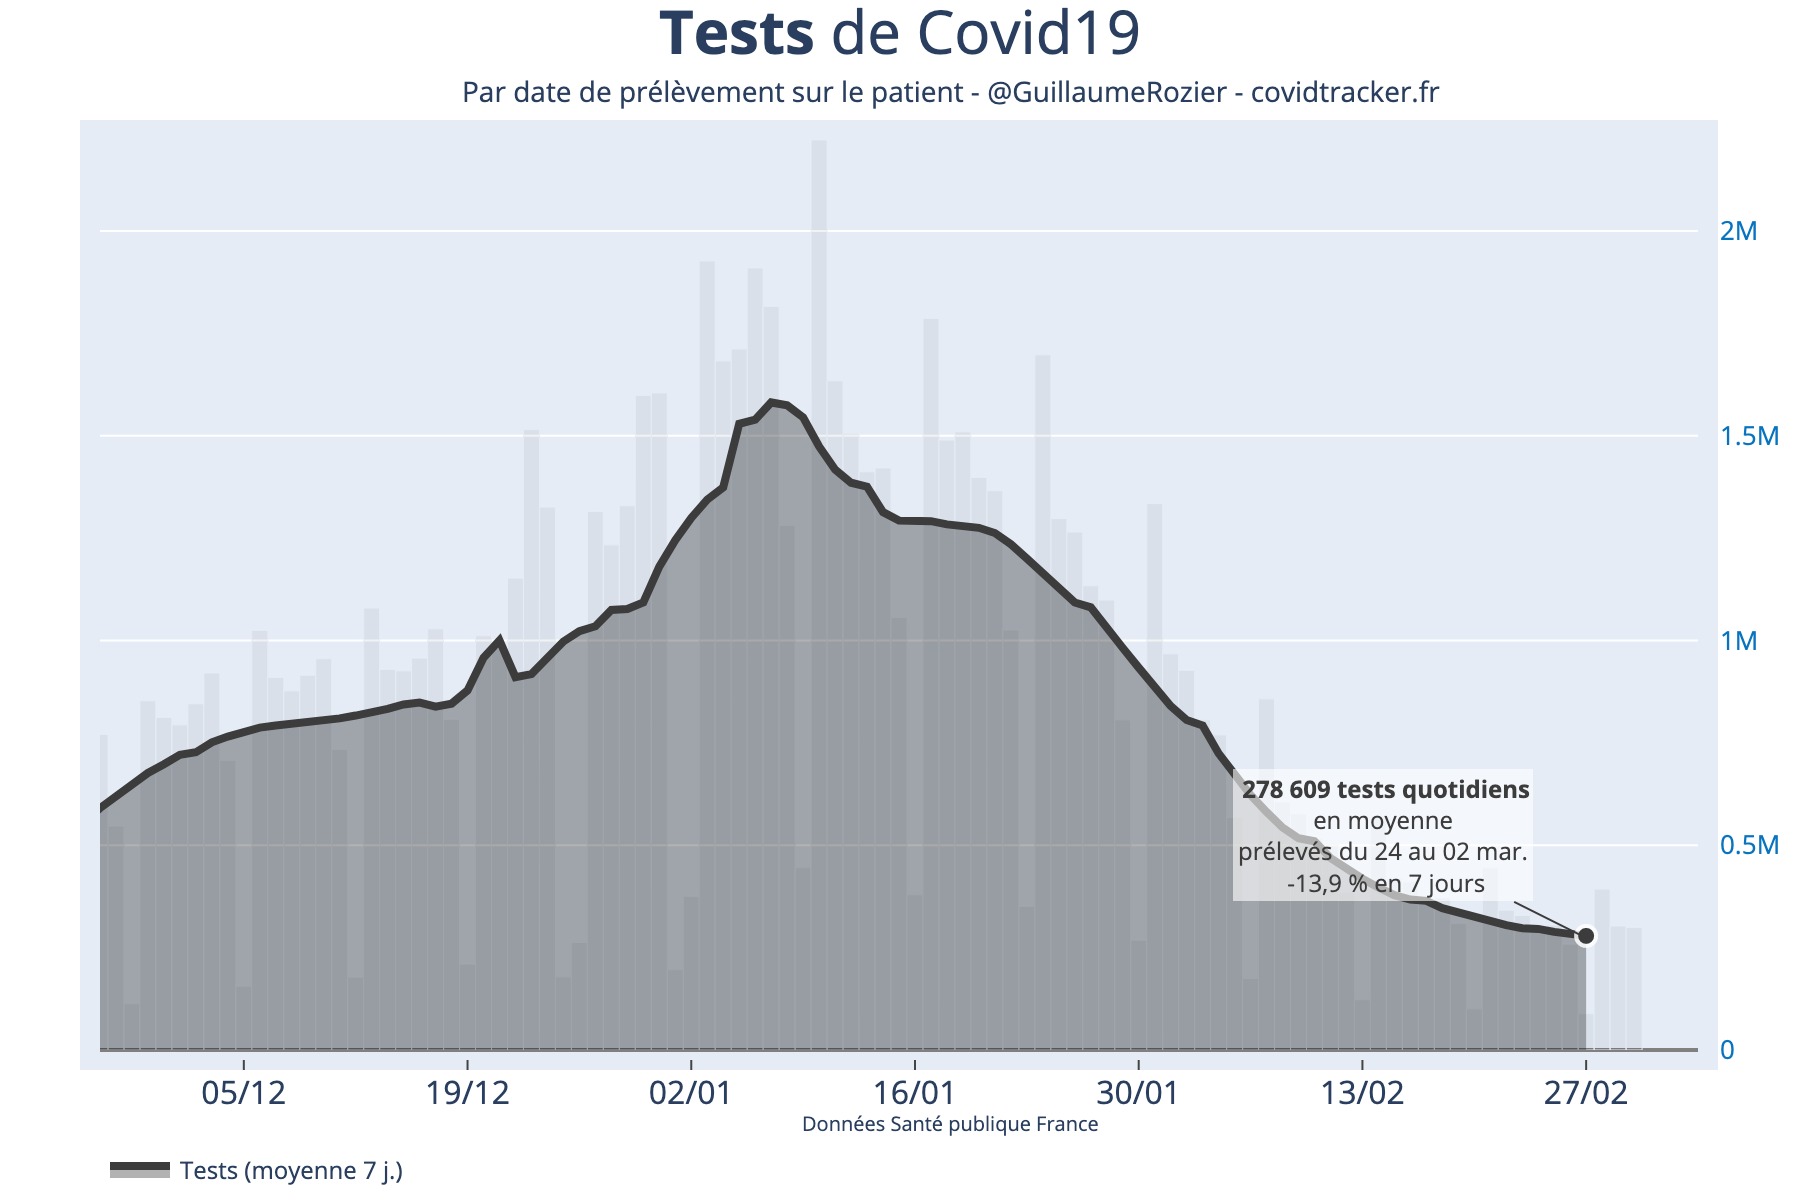 Tests de Covid19
Par date de prélèvement sur le patient - @GuillaumeRozier - covidtracker.fr
2M
1.5M
1M
278 609 tests quotidiens
en moyenne
prélevés du 24 au 02 mar.
-13,9 % en 7 jours
0.5M
0
05/12 19/12 02/01 16/01 30/01 13/02 27/02
Données Santé publique France
Tests (moyenne 7 j.)